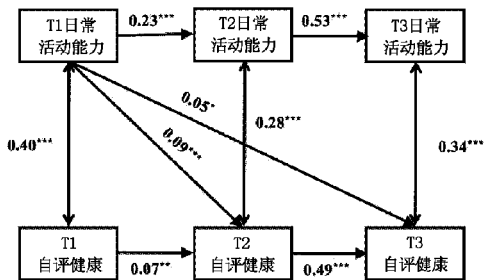 T1日常
活动能力
0.23***
T2日常
活动能力
0.53***
T3日常
活动能力
0.40***
0.05*
0.09***
0.28***
0.34***
T1
自评健康
0.07**
T2
自评健康
0.49***
T3
自评健康